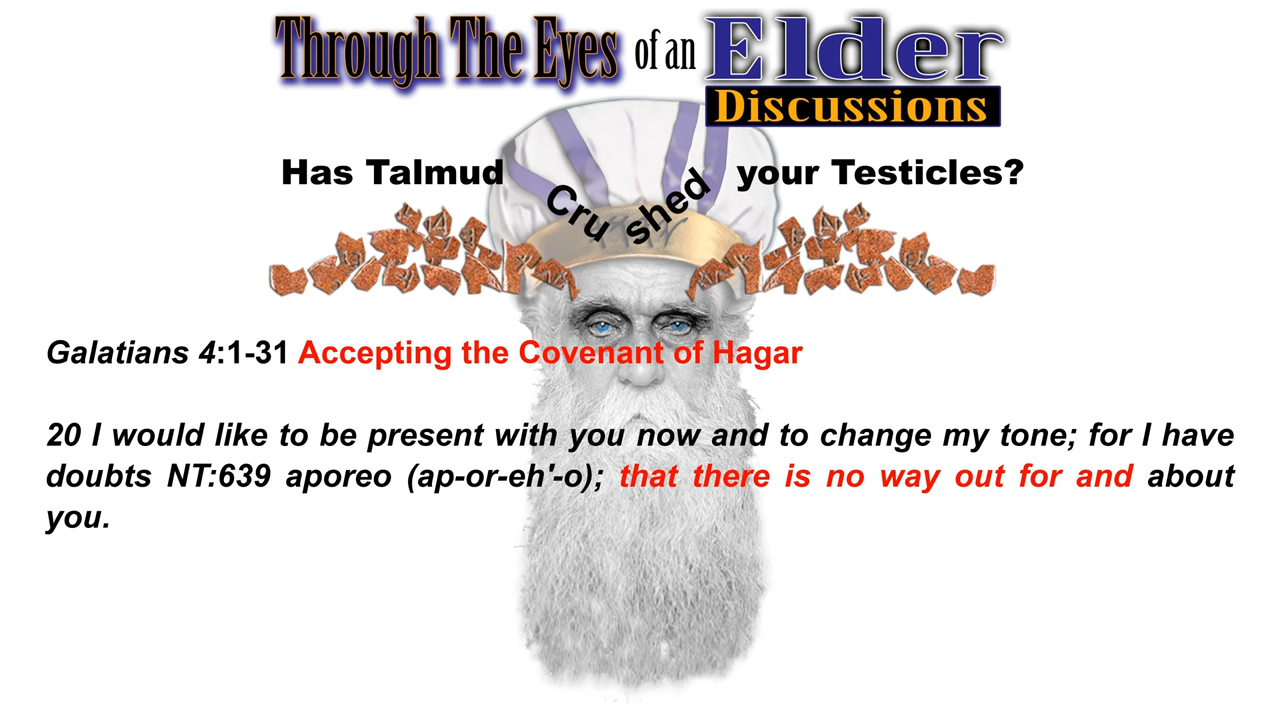 Through The Eyes of an Elder
Discussions
Has Talmud Crushed your Testicles?
Galatians 4:1-31 Accepting the Covenant of Hagar
20 I would like to be present with you now and to change my tone; for I have
doubts NT:639 aporeo (ap-or-eh'-o); that there is no way out for and about
you.